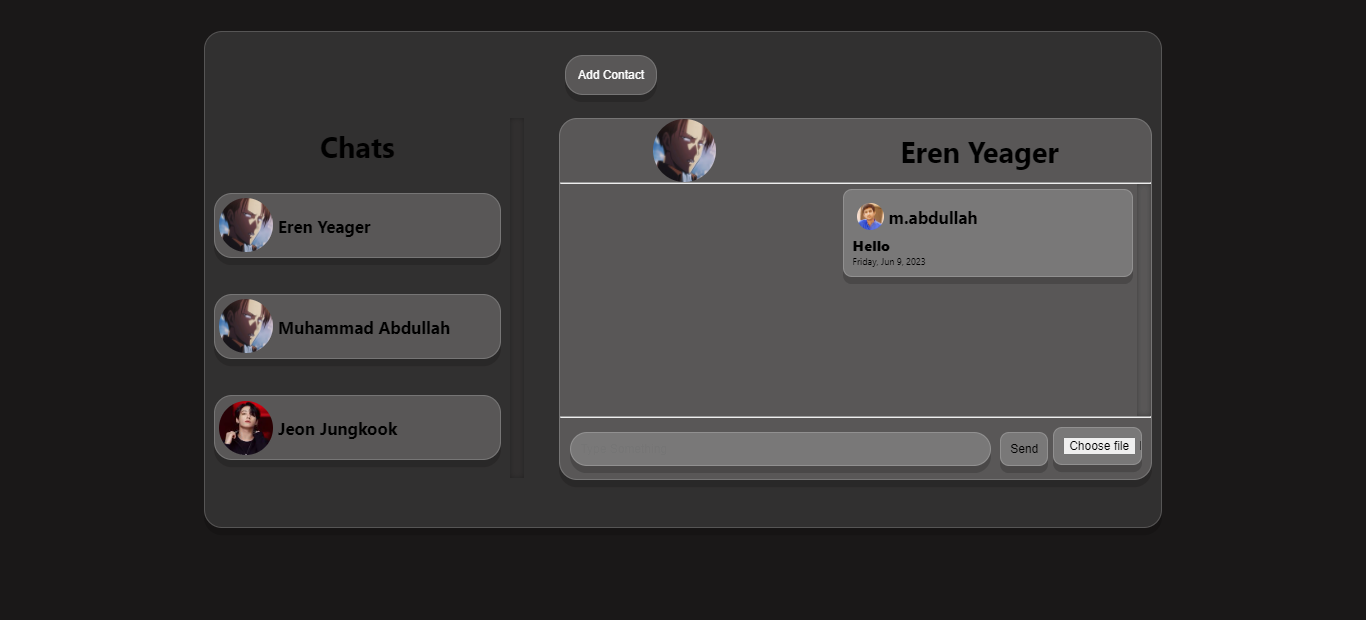 Add Contact
Chats
Eren Yeager
Muhammad Abdullah
Jeon Jungkook
Eren Yeager
m.abdullah
Hello
Friday, Jun 9, 2023
Send
Choose file